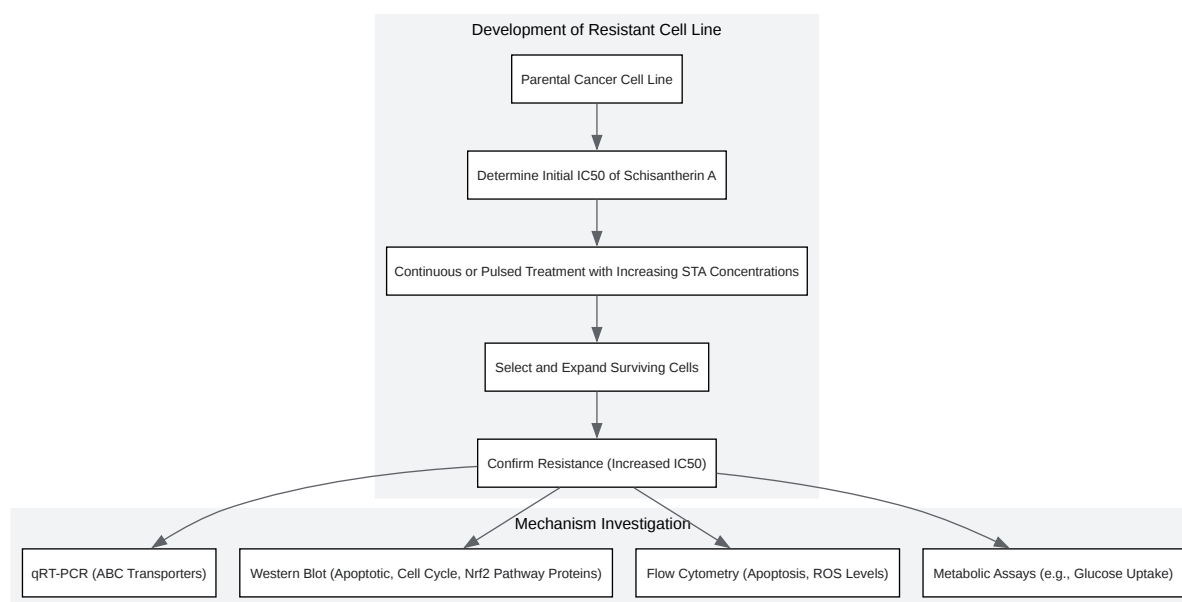 Development of Resistant Cell Line
Parental Cancer Cell Line
Determine Initial IC50 of Schisantherin A
Continuous or Pulsed Treatment with Increasing STA Concentrations
Select and Expand Surviving Cells
Confirm Resistance (Increased IC50)
Mechanism Investigation
qRT-PCR (ABC Transporters)
Western Blot (Apoptotic, Cell Cycle, Nrf2 Pathway Proteins)
Flow Cytometry (Apoptosis, ROS Levels)
Metabolic Assays (e.g., Glucose Uptake)